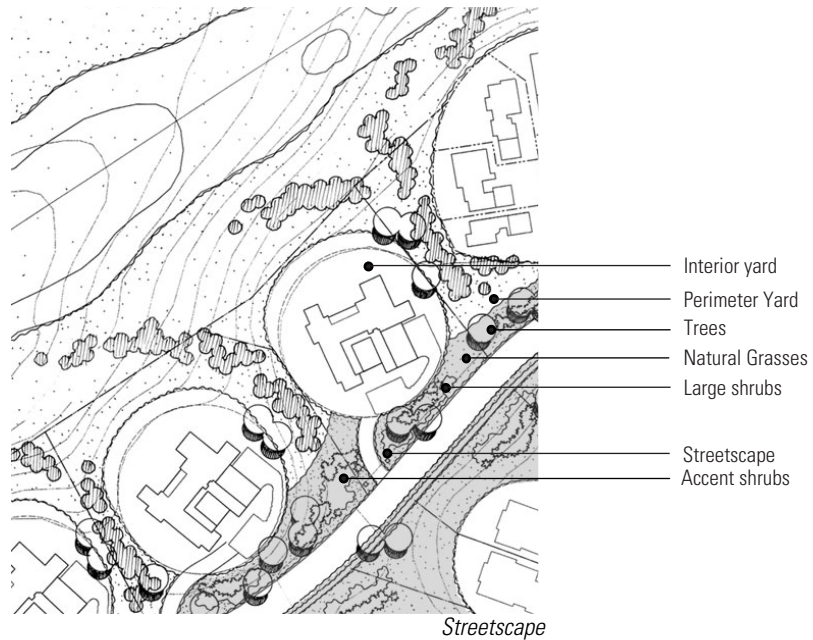 Interior yard
Perimeter Yard
Trees
Natural Grasses
Large shrubs
Streetscape
Accent shrubs
Streetscape